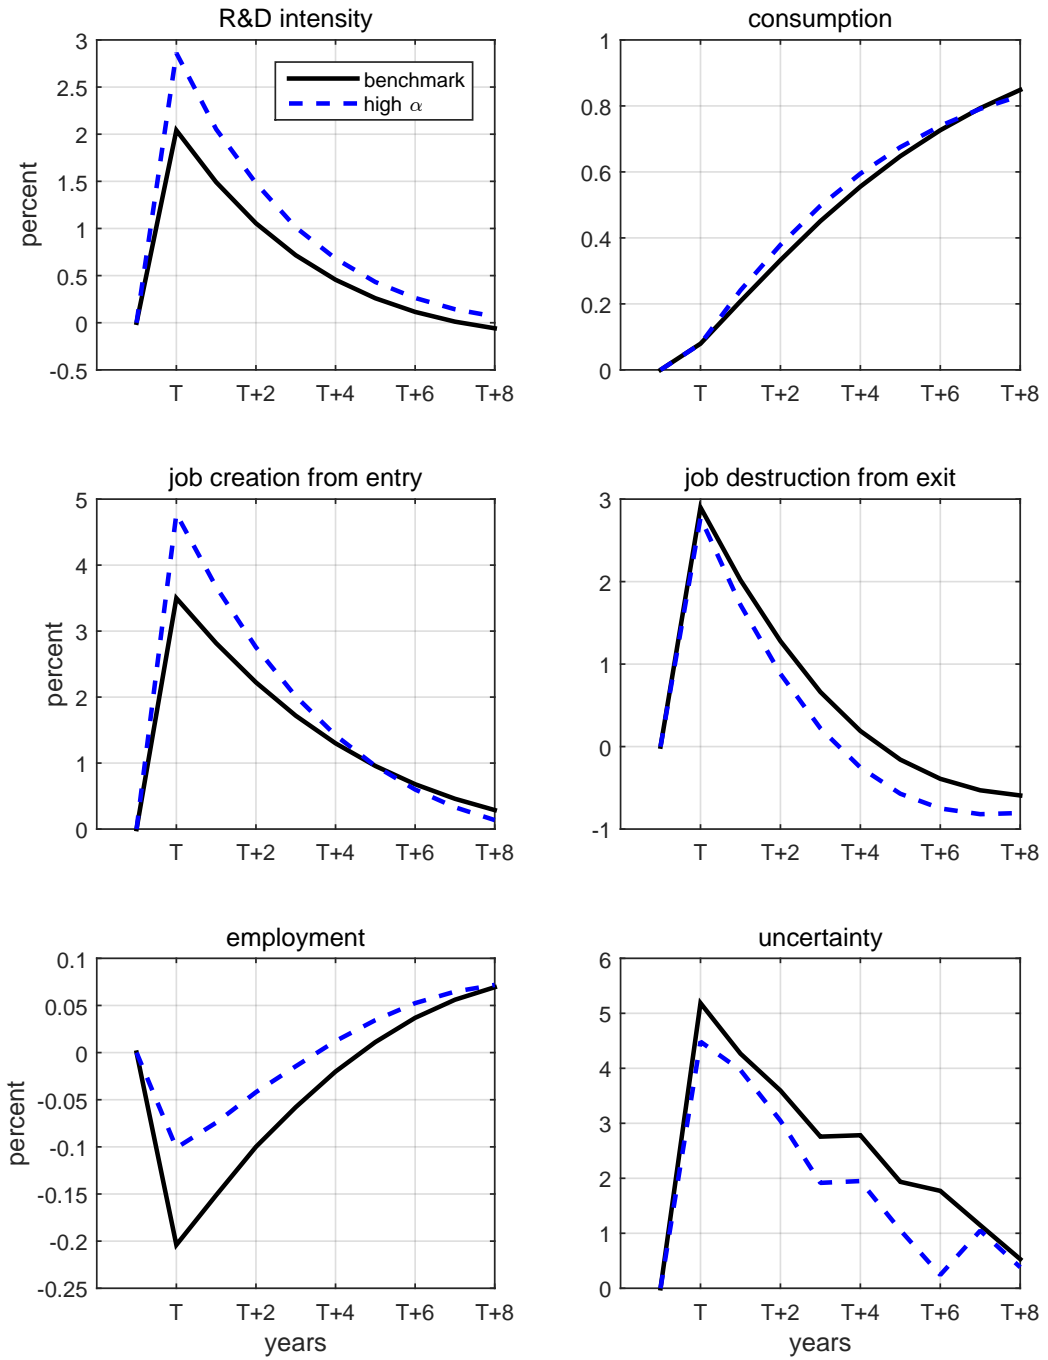 R&D intensity
3
2.5
2
1.5
1
0.5
0
-0.5
percent
benchmark
high α
T
T+2
T+4
T+6
T+8
consumption
1
0.8
0.6
0.4
0.2
0
T
T+2
T+4
T+6
T+8
job creation from entry
5
4
3
2
1
0
percent
T
T+2
T+4
T+6
T+8
job destruction from exit
3
2
1
0
-1
T
T+2
T+4
T+6
T+8
employment
0.1
0.05
0
-0.05
-0.1
-0.15
-0.2
-0.25
percent
T
T+2
T+4
T+6
T+8
years
uncertainty
6
5
4
3
2
1
0
T
T+2
T+4
T+6
T+8
years